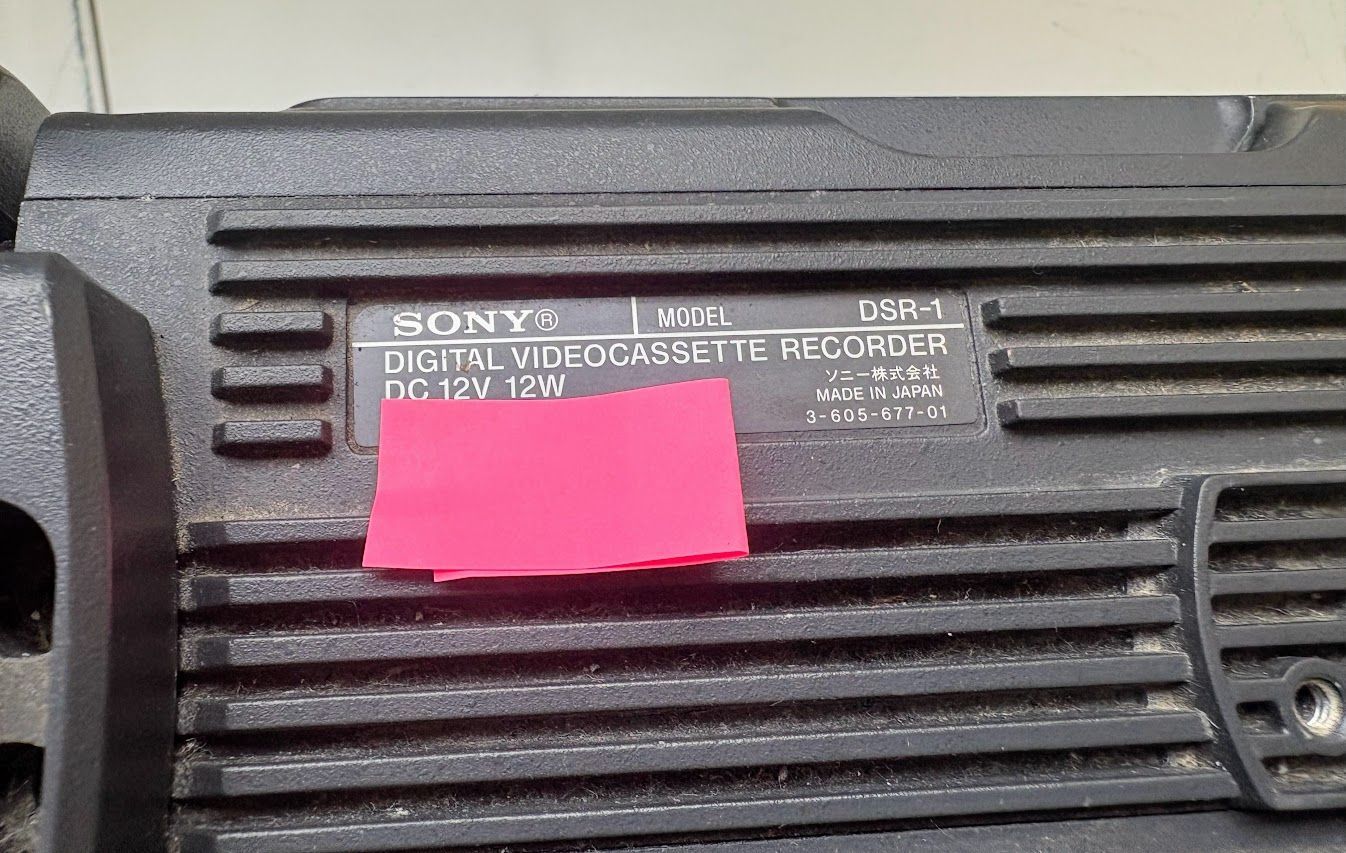 SONY® MODEL DSR-1
DIGITAL VIDEOCASSETTE RECORDER
DC 12V 12W
ソニー株式会社
MADE IN JAPAN
3-605-677-01